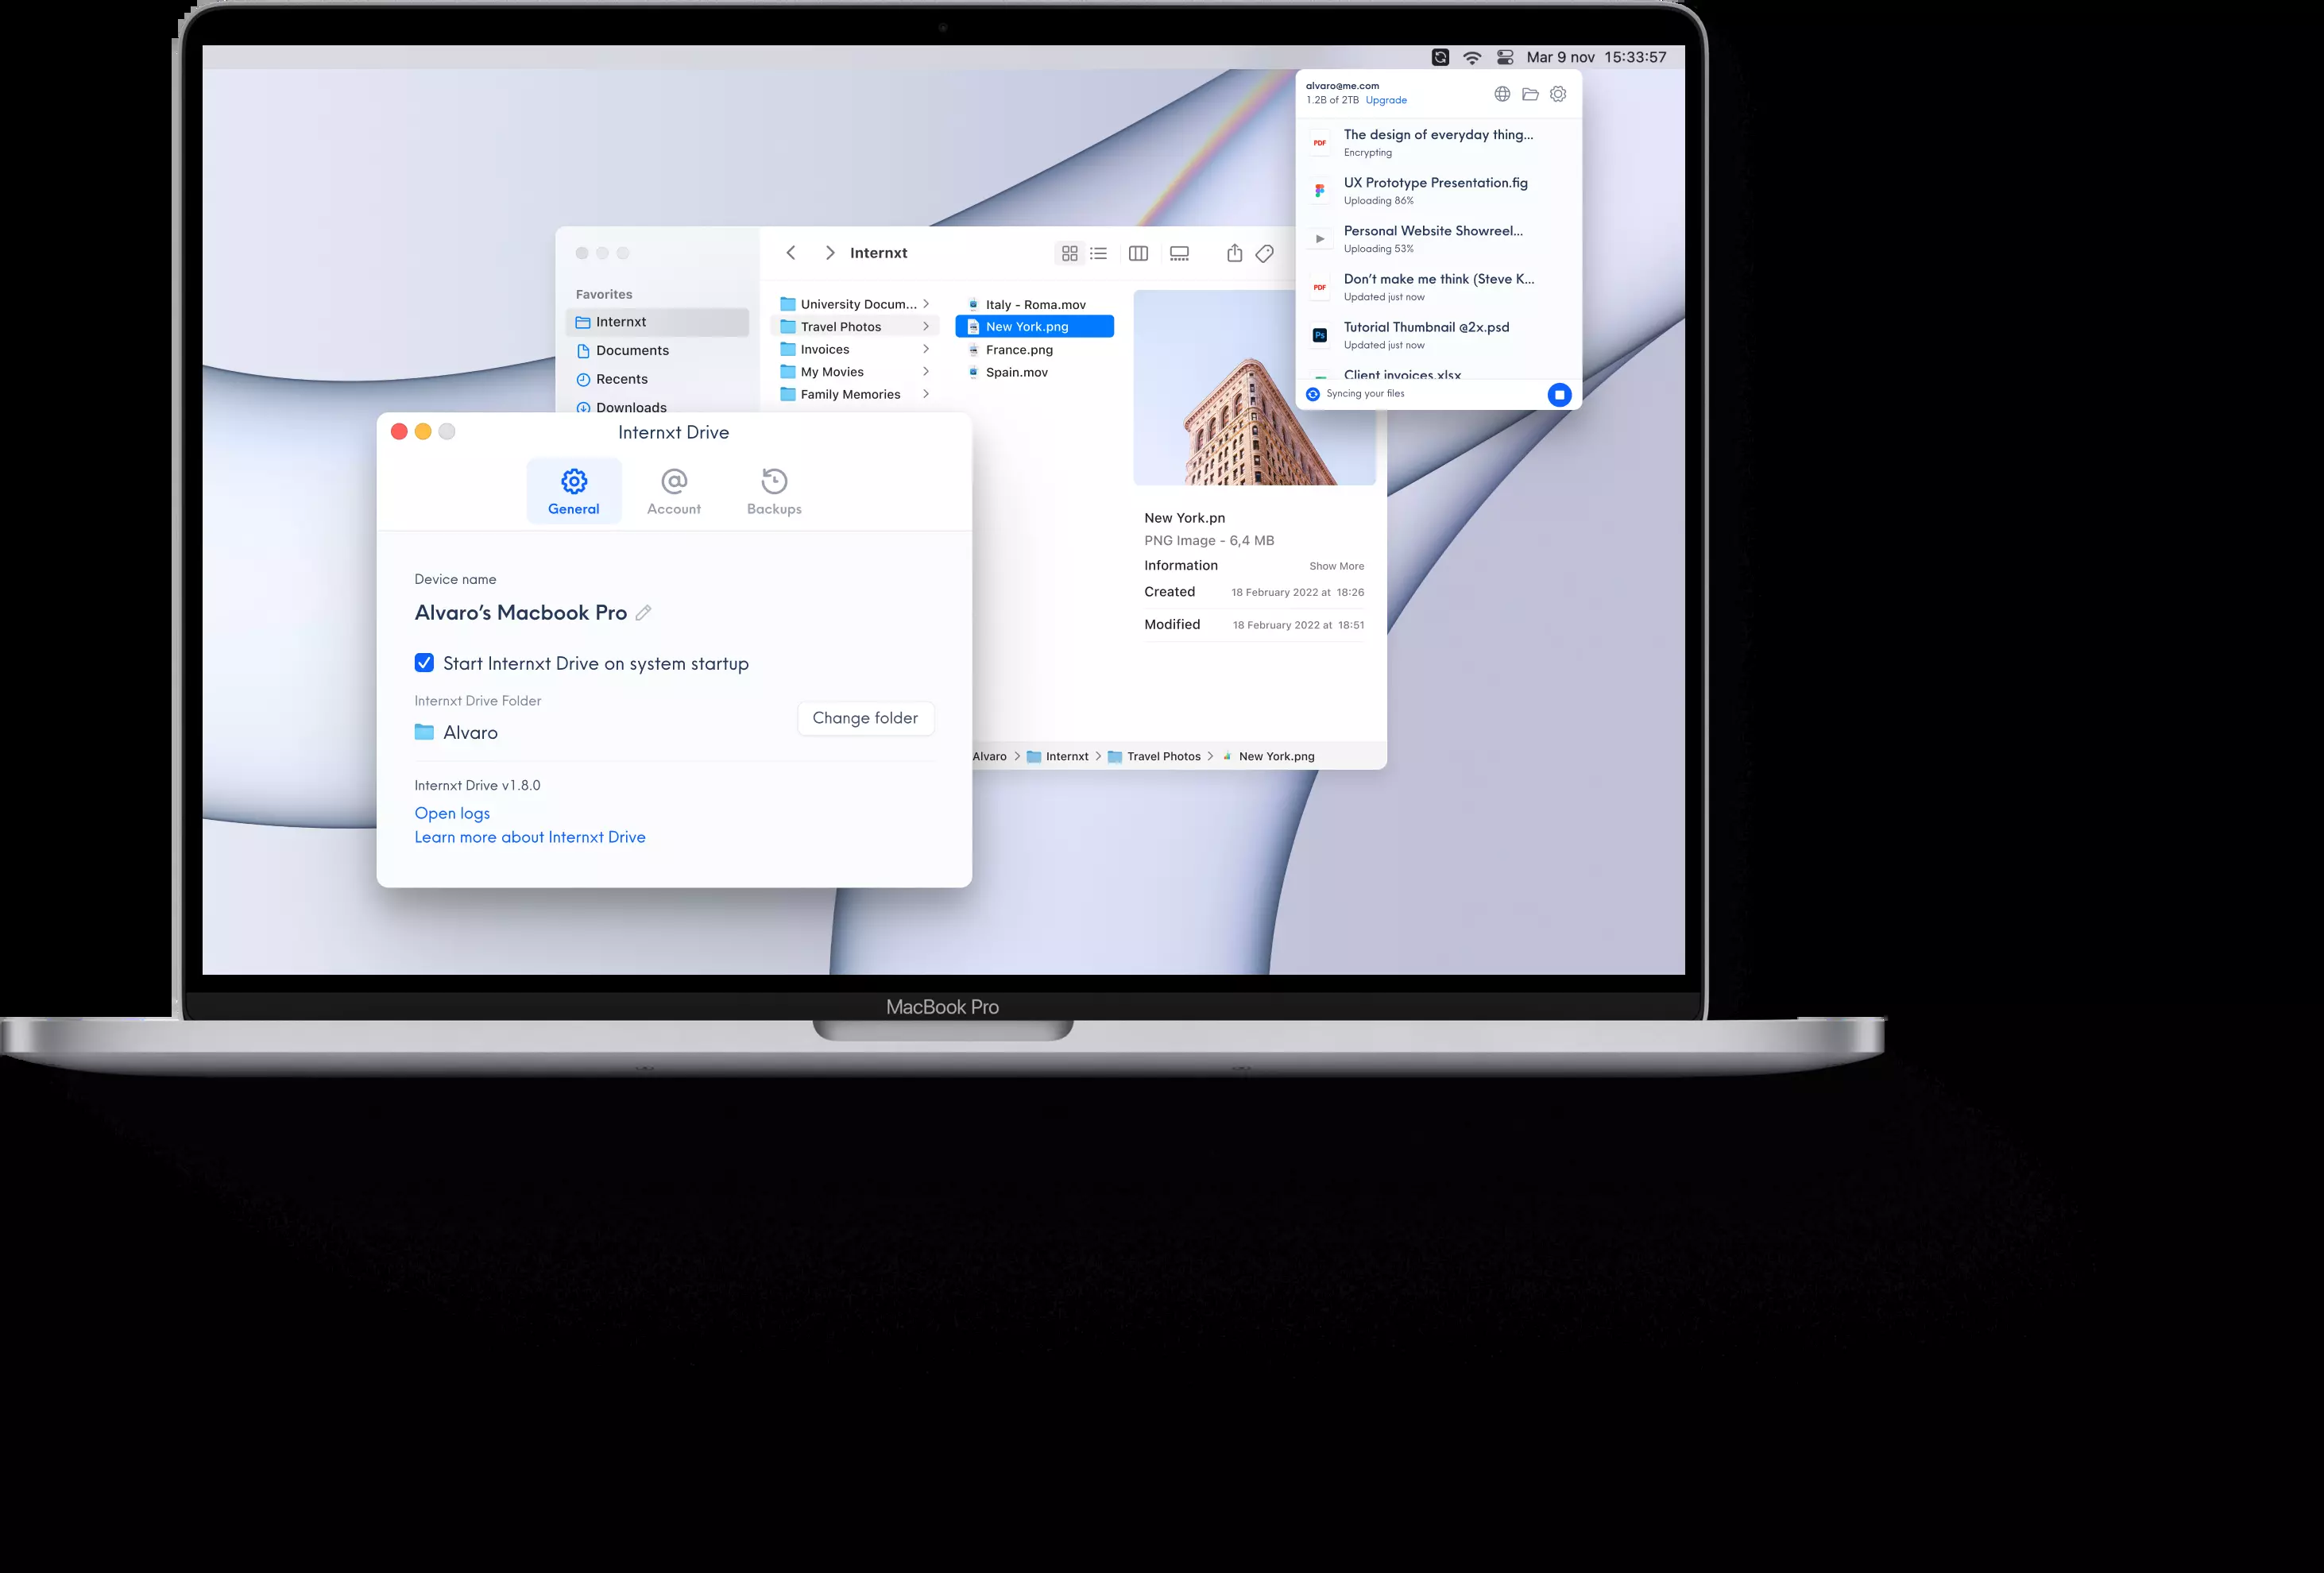 Mar 9 nov 15:33:57
alvaro@me.com
1.2B of 2TB Upgrade
PDF
The design of everyday thing...
Encrypting
UX Prototype Presentation.fig
Uploading 86%
Personal Website Showreel...
Uploading 53%
PDF
Don't make me think (Steve K...
Updated just now
Ps
Tutorial Thumbnail @2x.psd
Updated just now
Client invoices.xlsx
Syncing your files
Internxt
Favorites
Internxt
Documents
Recents
Downloads
University Docum...
Travel Photos
Invoices
My Movies
Family Memories
Italy - Roma.mov
New York.png
France.png
Spain.mov
New York.pn
PNG Image - 6,4 MB
Information Show More
Created 18 February 2022 at 18:26
Modified 18 February 2022 at 18:51
Alvaro > Internxt > Travel Photos > New York.png
Internxt Drive
General
Account
Backups
Device name
Alvaro’s Macbook Pro
Start Internxt Drive on system startup
Internxt Drive Folder
Alvaro
Change folder
Internxt Drive v1.8.0
Open logs
Learn more about Internxt Drive
MacBook Pro